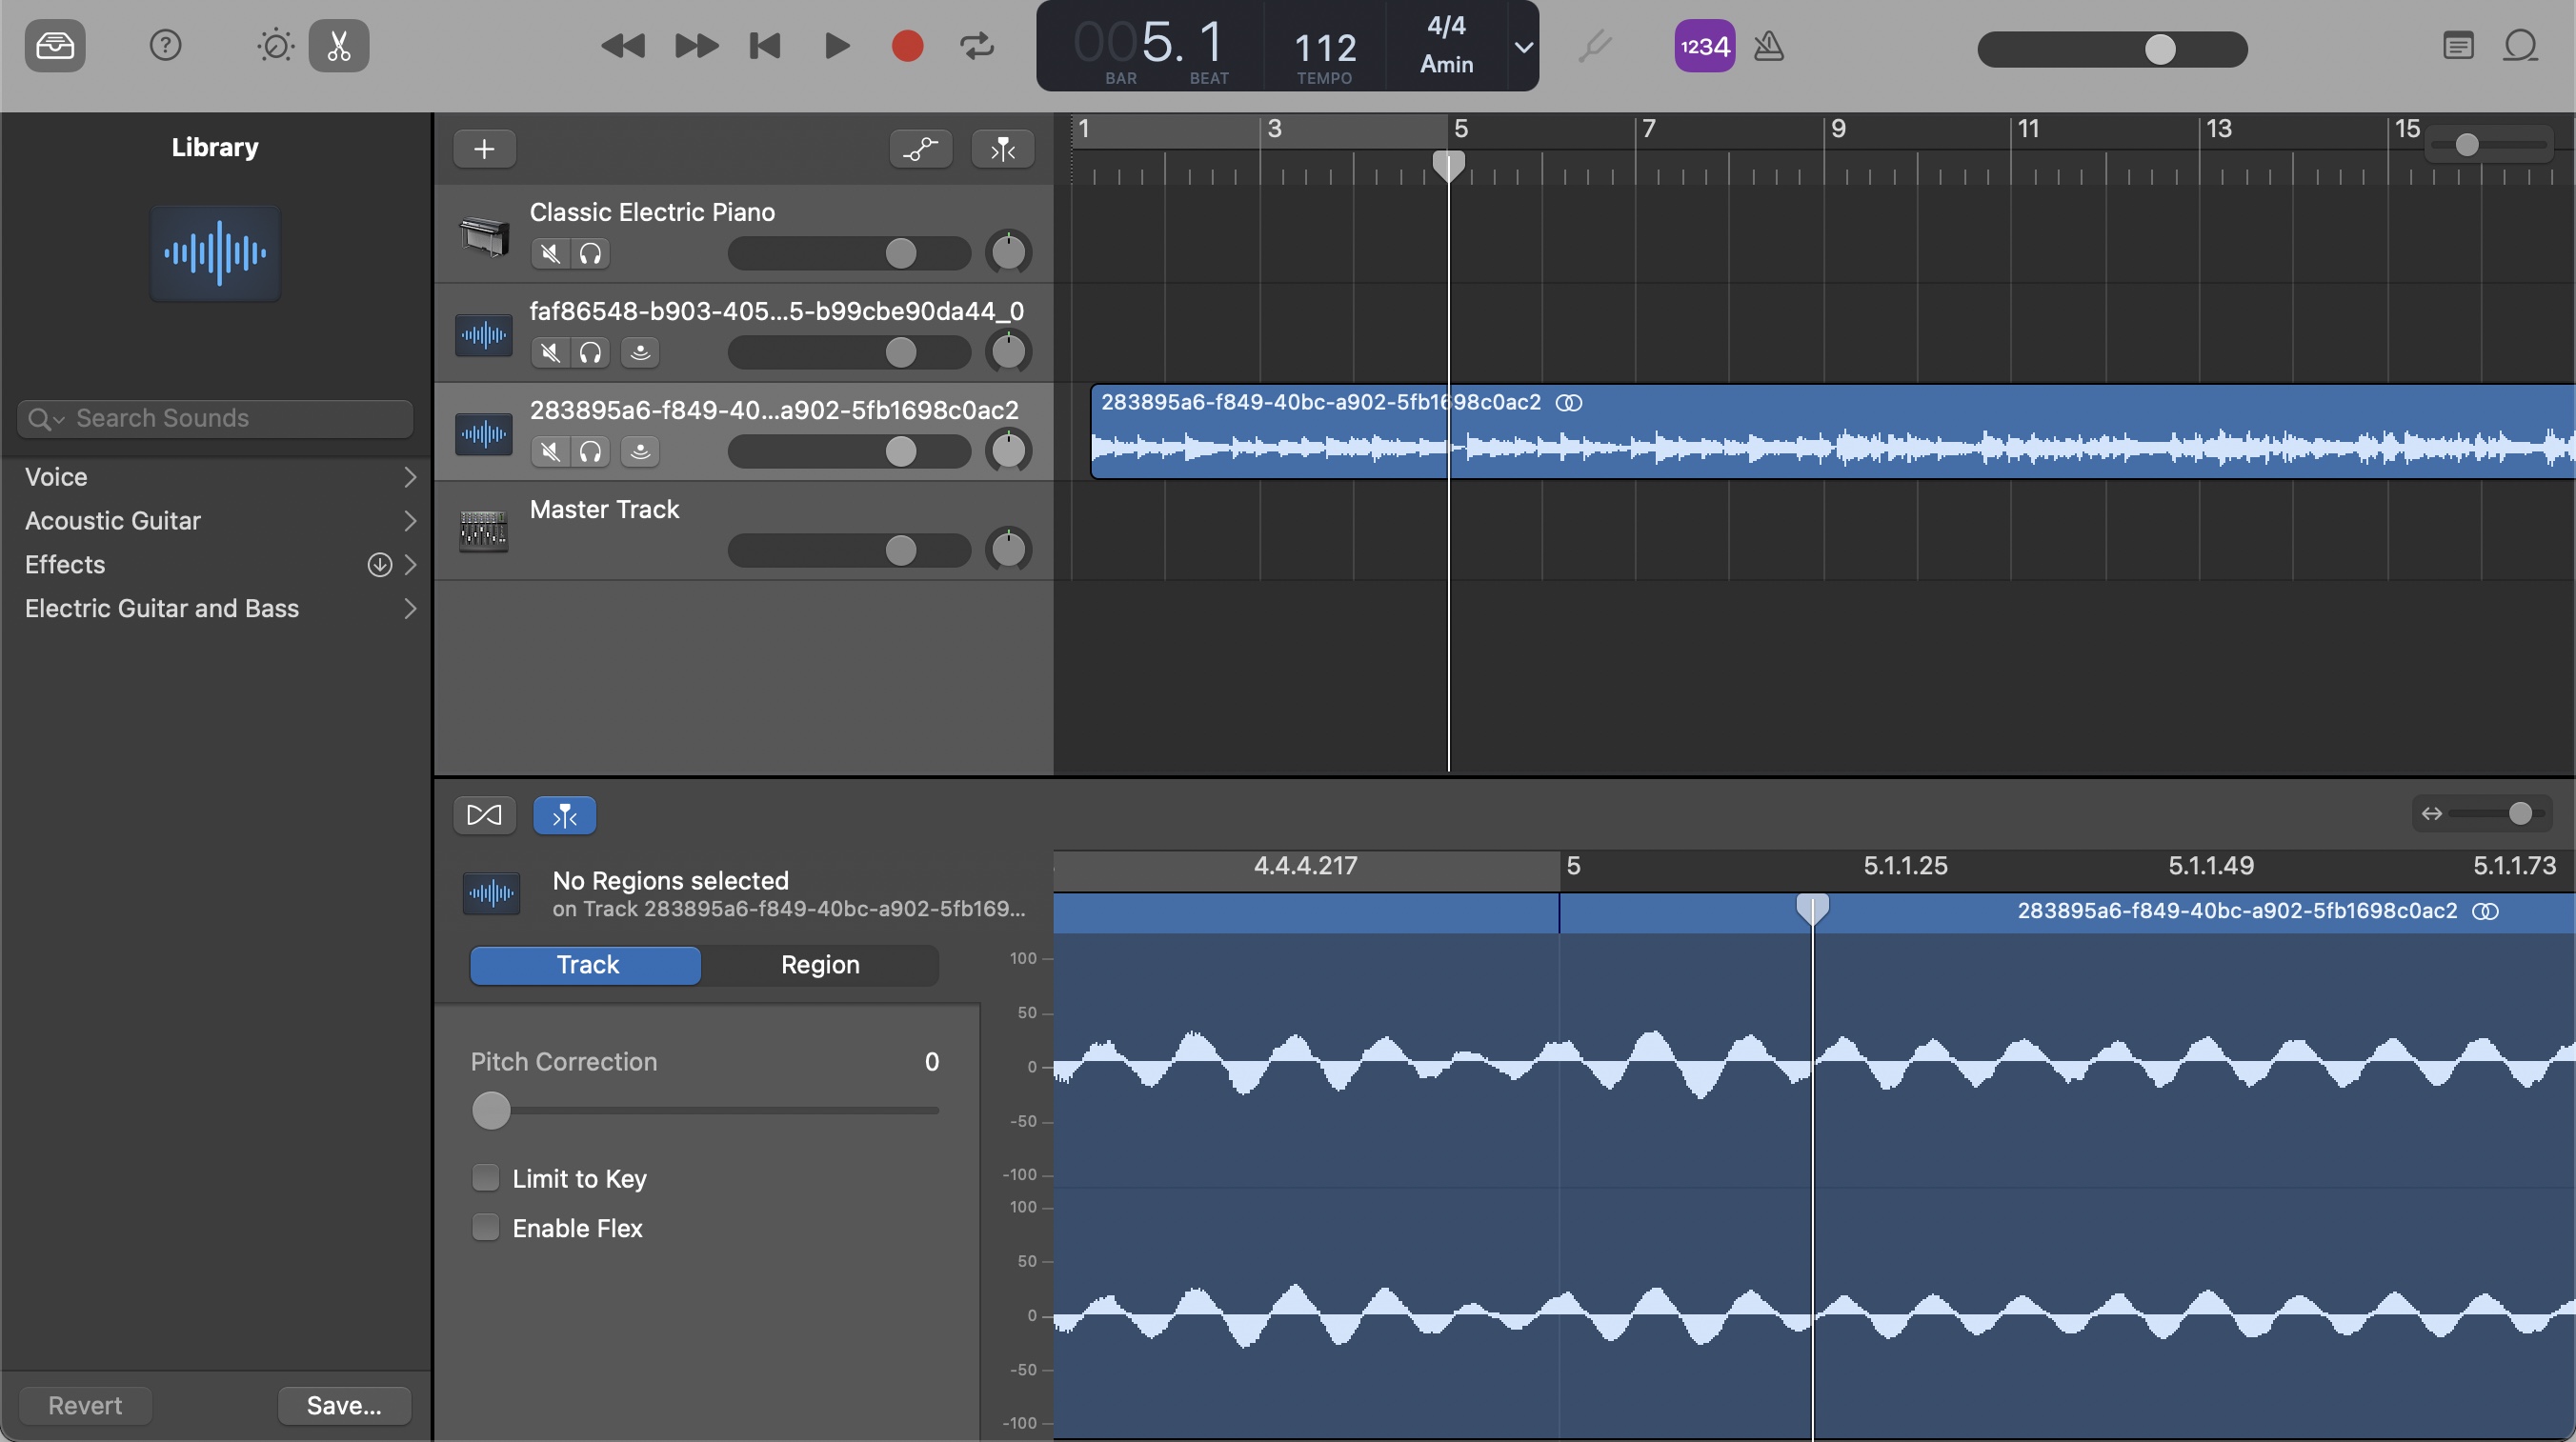 005. 1
BAR BEAT
112
TEMPO
4/4
Amin
1234
Library
Search Sounds
Voice
Acoustic Guitar
Effects
Electric Guitar and Bass
Revert
Save...
1 3 5 7 9 11 13 15
Classic Electric Piano
faf86548-b903-405...5-b99cbe90da44_0
283895a6-f849-40...a902-5fb1698c0ac2
283895a6-f849-40bc-a902-5fb1698c0ac2
Master Track
No Regions selected
on Track 283895a6-f849-40bc-a902-5fb169...
Track Region
Pitch Correction 0
Limit to Key
Enable Flex
4.4.4.217 5 5.1.1.25 5.1.1.49 5.1.1.73
283895a6-f849-40bc-a902-5fb1698c0ac2
100
50
0
-50
-100
100
50
0
-50
-100